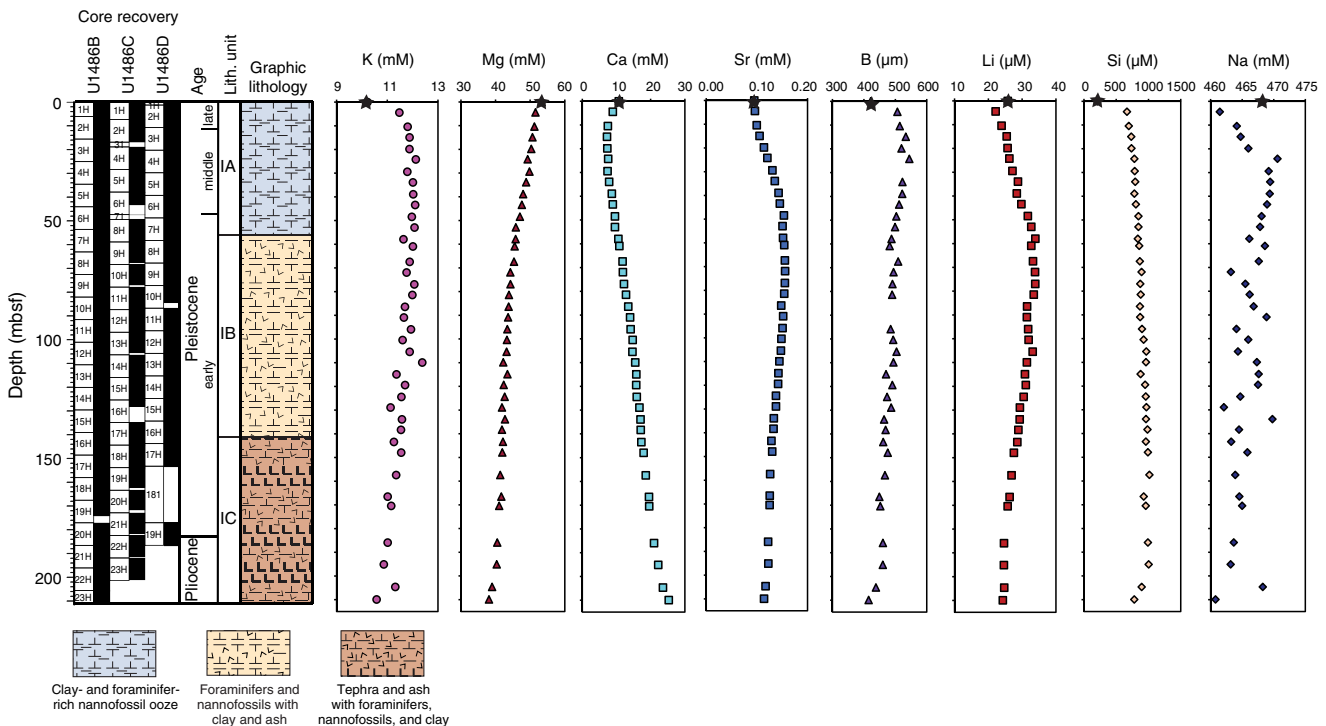 Core recovery
U1486B
U1486C
U1486D
Age
Lith. unit
Graphic
lithology
K (mM)
Mg (mM)
Ca (mM)
Sr (mM)
B (µm)
Li (µM)
Si (µM)
Na (mM)
9 11 13
30 40 50 60
0 10 20 30
0.00 0.10 0.20
300 400 500 600
10 20 30 40
0 500 1000 1500
460 465 470 475
Depth (mbsf)
0
50
100
150
200
1H
2H
3H
4H
5H
6H
7H
8H
9H
10H
11H
12H
13H
14H
15H
16H
17H
18H
19H
20H
21H
22H
23H
1H
2H
31
4H
5H
6H
71
8H
9H
10H
11H
12H
13H
14H
15H
16H
17H
18H
19H
20H
21H
22H
23H
1H
2H
3H
4H
5H
6H
7H
8H
9H
10H
11H
12H
13H
14H
15H
16H
17H
181
19H
late
middle
early
Pleistocene
Pliocene
IA
IB
IC
Clay- and foraminifer-
rich nannofossil ooze
Foraminifers and
nannofossils with
clay and ash
Tephra and ash
with foraminifers,
nannofossils, and clay